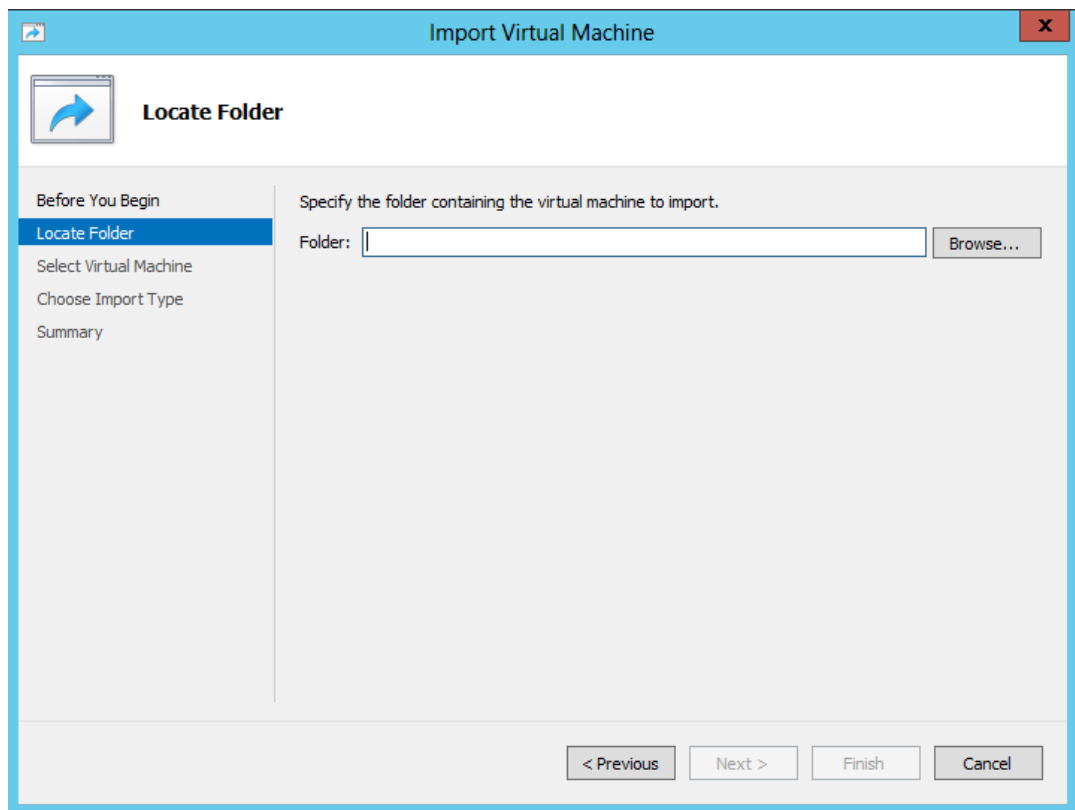 Import Virtual Machine
x
Locate Folder
Before You Begin
Locate Folder
Select Virtual Machine
Choose Import Type
Summary
Specify the folder containing the virtual machine to import.
Folder:
Browse...
< Previous
Next >
Finish
Cancel